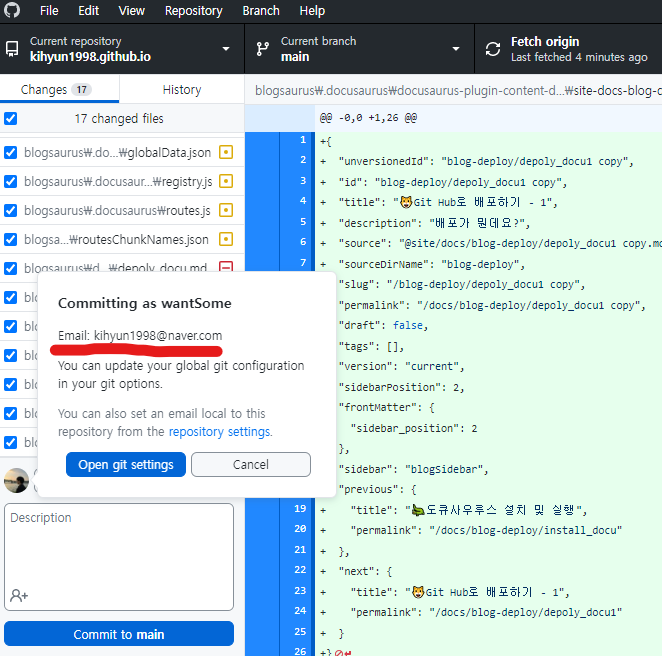 File Edit View Repository Branch Help
Current repository
kihyun1998.github.io
Current branch
main
Fetch origin
Last fetched 4 minutes ago
Changes 17
History
17 changed files
blogsaurus₩.do...₩globalData.json
blogsaurus₩.docusaur...₩registry.js
blogsaurus₩.docusaurus₩routes.js
blogsa...₩routesChunkNames.json
blogsaurus₩d...₩depoly_docu.md
Committing as wantSome
Email: kihyun1998@naver.com
You can update your global git configuration
in your git options.
You can also set an email local to this
repository from the repository settings.
Open git settings
Cancel
Description
Commit to main
blogsaurus₩.docusaurus₩docusaurus-plugin-content-d...₩site-docs-blog-d
@@ -0,0 +1,26 @@
1 +{
2 + "unversionedId": "blog-deploy/depoly_docu1 copy",
3 + "id": "blog-deploy/depoly_docu1 copy",
4 + "title": "🐱Git Hub로 배포하기 - 1",
5 + "description": "배포가 뭔데요?",
6 + "source": "@site/docs/blog-deploy/depoly_docu1 copy.md
7 + "sourceDirName": "blog-deploy",
"slug": "/blog-deploy/depoly_docu1 copy",
"permalink": "/docs/blog-deploy/depoly_docu1 copy",
"draft": false,
"tags": [],
"version": "current",
"sidebarPosition": 2,
"frontMatter": {
"sidebar_position": 2
},
"sidebar": "blogSidebar",
"previous": {
19 + "title": "🦖도큐사우루스 설치 및 실행",
20 + "permalink": "/docs/blog-deploy/install_docu"
21 + },
22 + "next": {
23 + "title": "🐱Git Hub로 배포하기 - 1",
24 + "permalink": "/docs/blog-deploy/depoly_docu1"
25 + }
26 +}